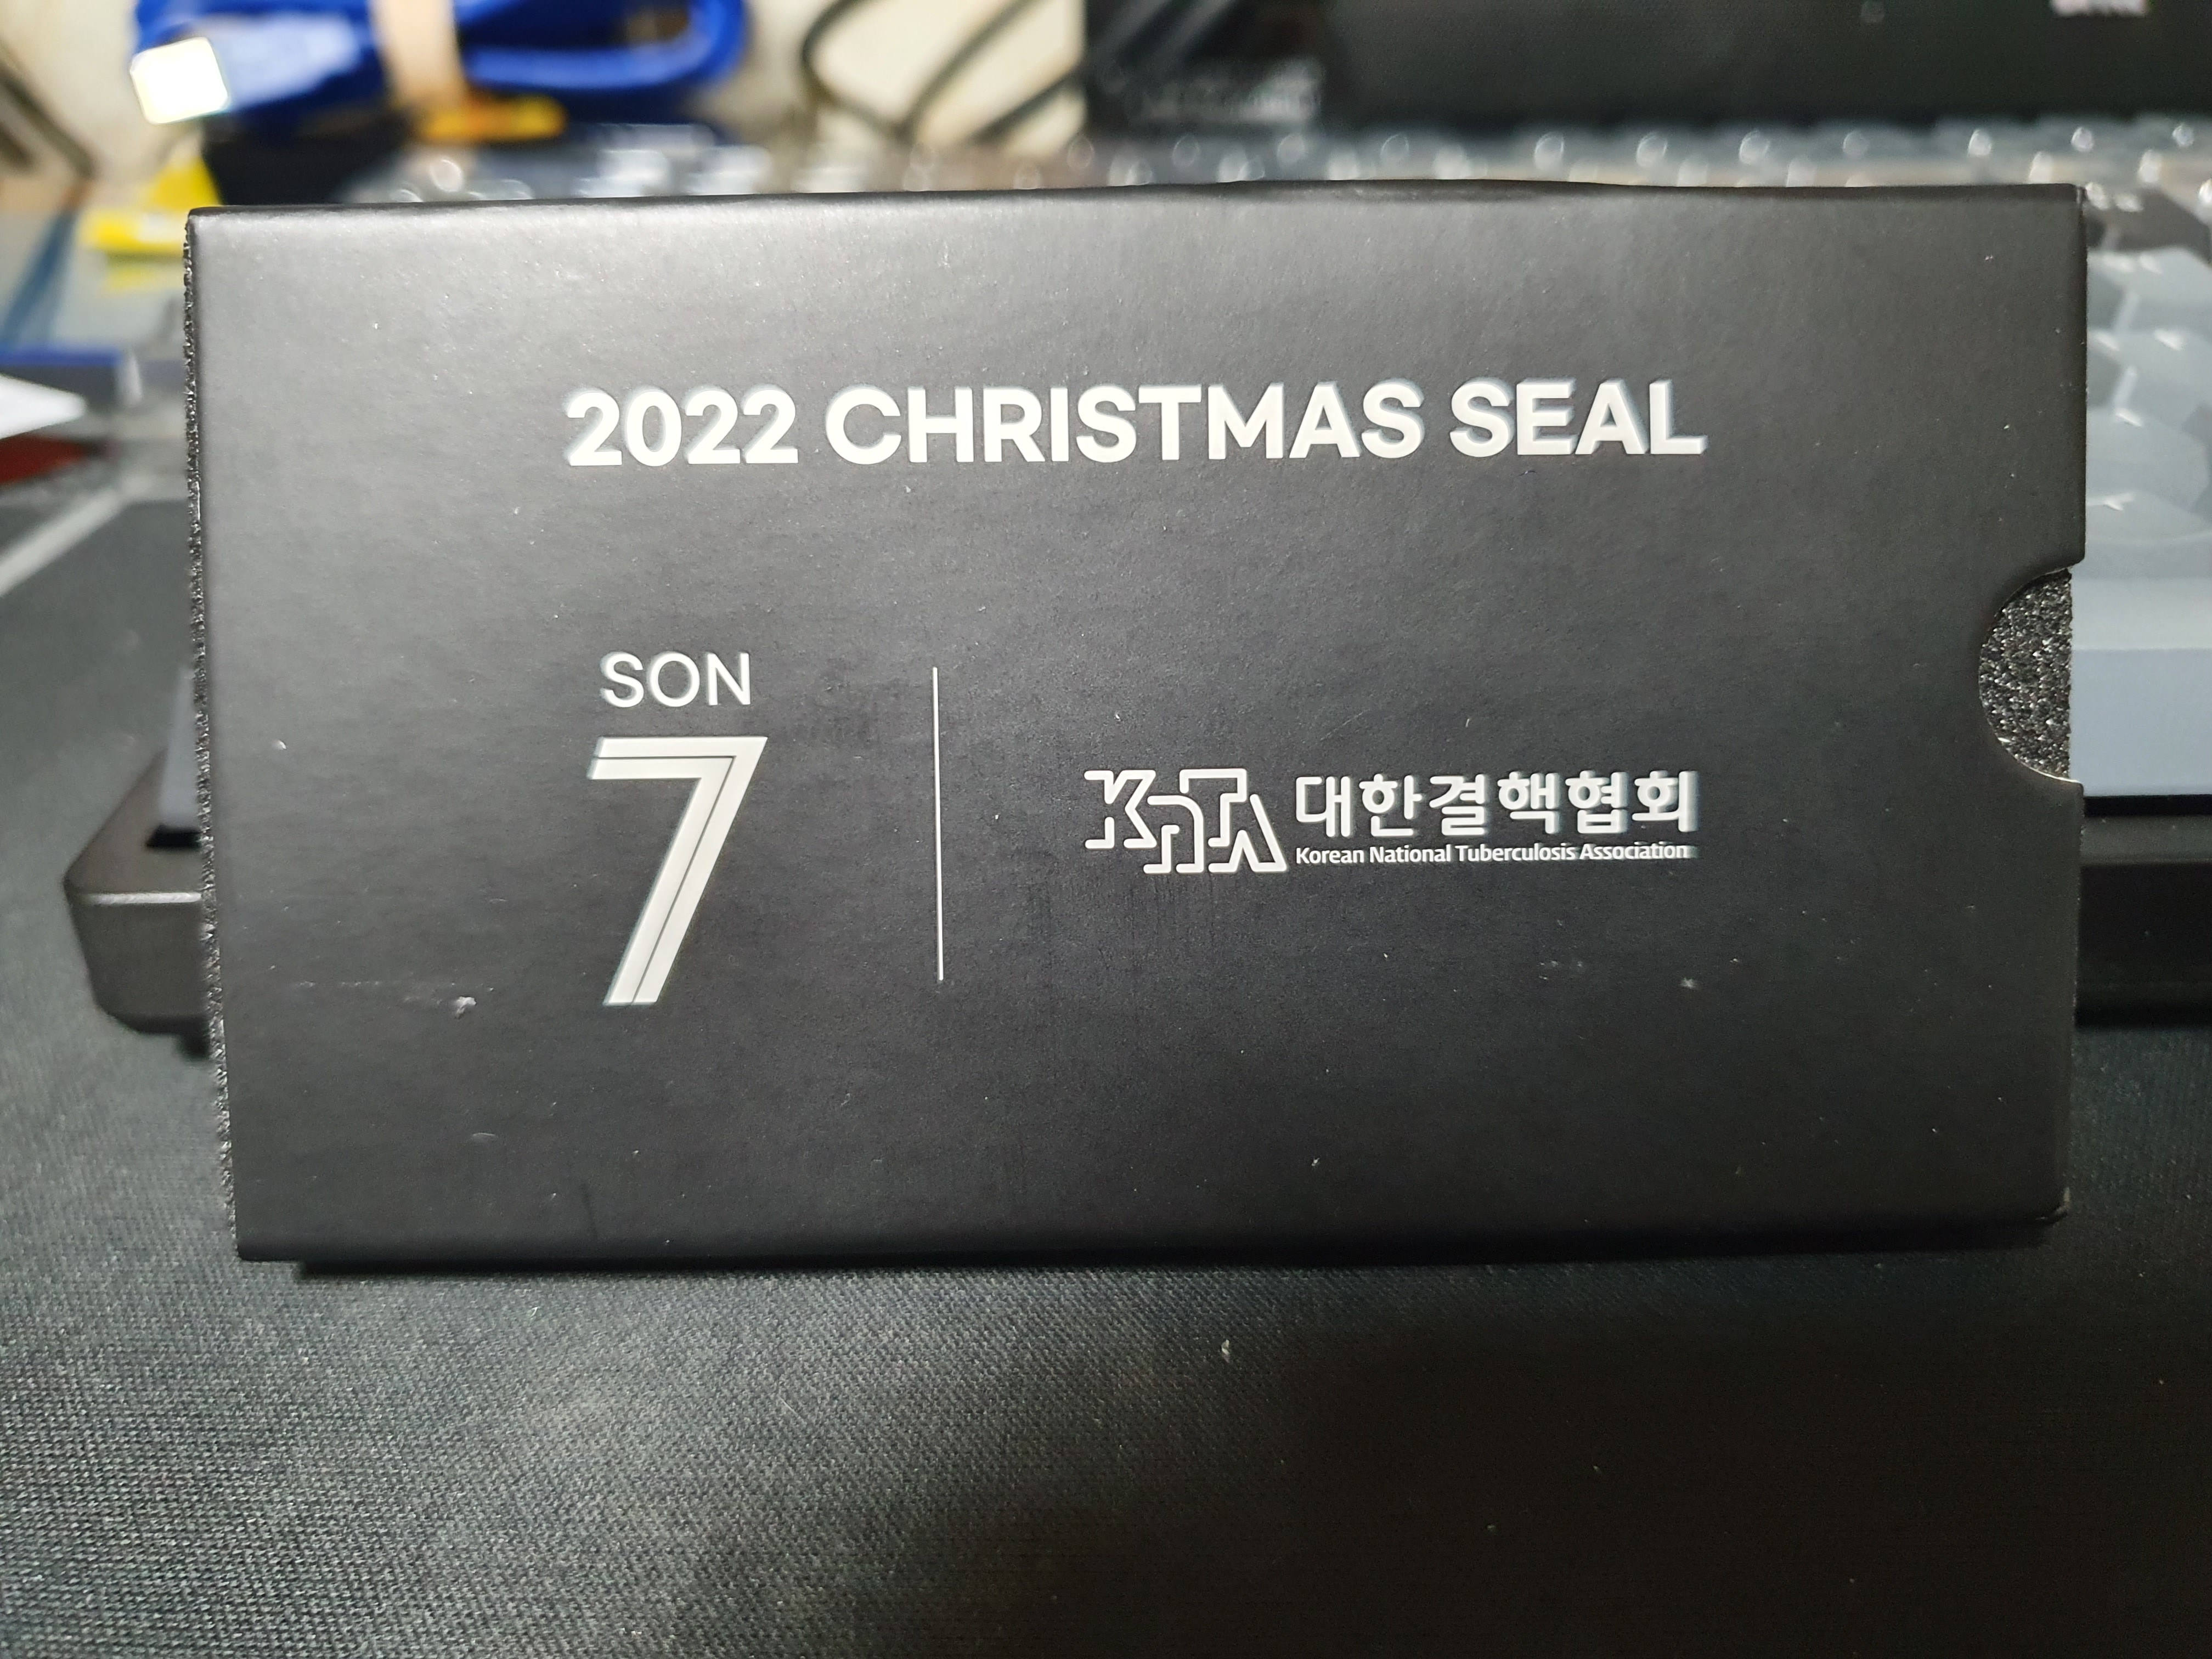 2022 CHRISTMAS SEAL
SON
7
KNTA 대한결핵협회
Korean National Tuberculosis Association